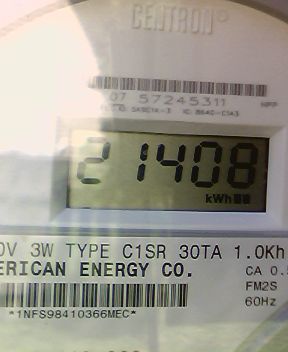 CENTRON®
07 57245311
21408
kWh
0V 3W TYPE C1SR 30TA 1.0Kh
ERICAN ENERGY CO.
CA 0.5
FM2S
60Hz
*1NFS98410366MEC*